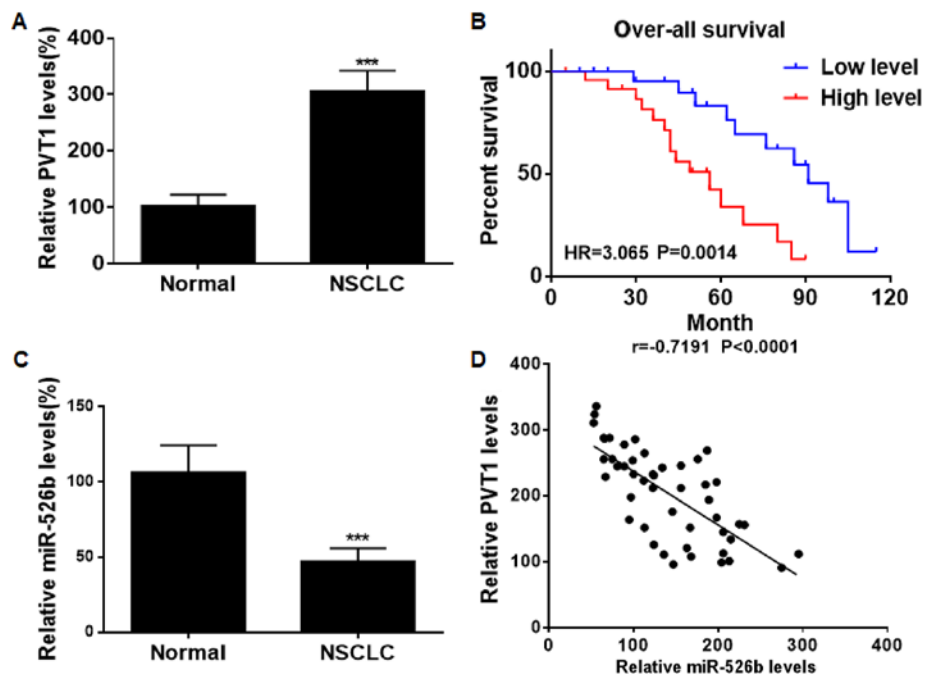 A
Relative PVT1 levels(%)
400
300
200
100
0
***
Normal
NSCLC
B
Over-all survival
Percent survival
100
50
0
Low level
High level
HR=3.065 P=0.0014
0
30
60
90
120
Month
C
Relative miR-526b levels(%)
150
100
50
0
***
Normal
NSCLC
D
r=-0.7191 P<0.0001
Relative PVT1 levels
400
300
200
100
0
0
100
200
300
400
Relative miR-526b levels